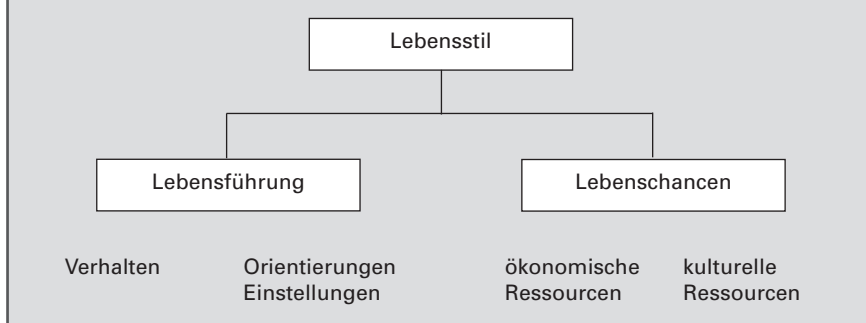 Lebensstil
Lebensführung
Lebenschancen
Verhalten
Orientierungen
Einstellungen
ökonomische
Ressourcen
kulturelle
Ressourcen